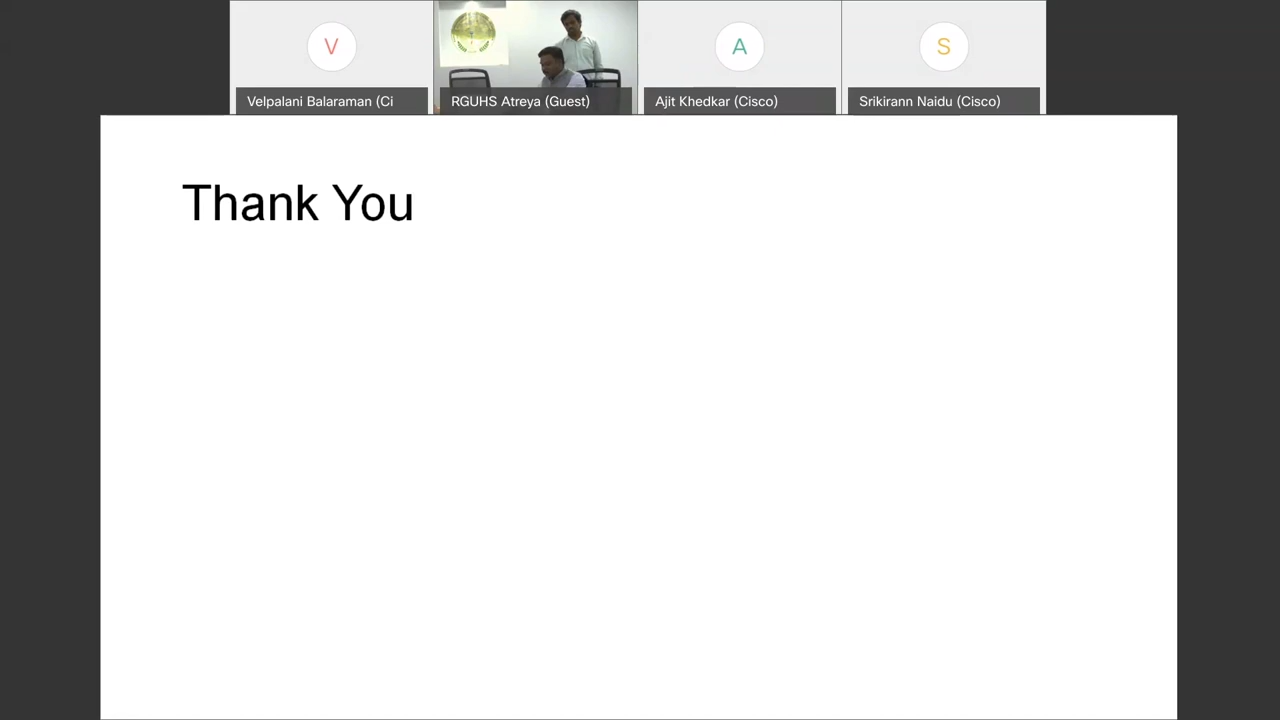 V
A
S
Velpalani Balaraman (Ci
RGUHS Atreya (Guest)
Ajit Khedkar (Cisco)
Srikirann Naidu (Cisco)
Thank You